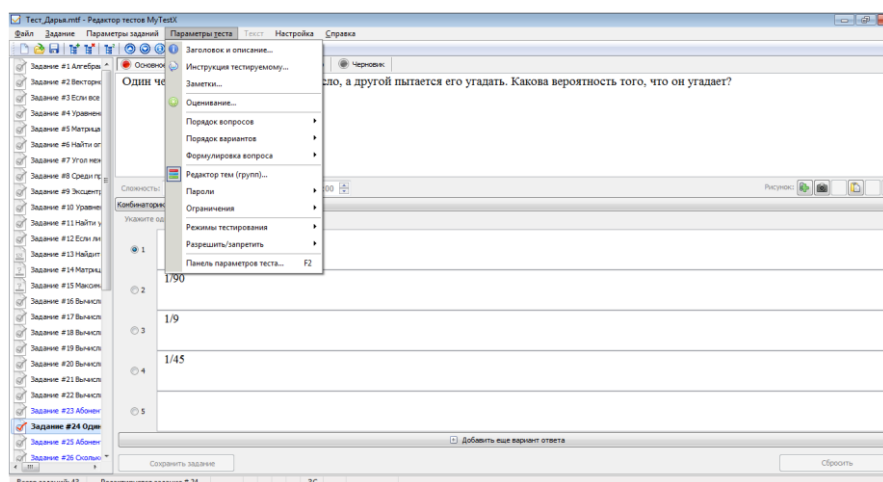 Тест_Дарья.mtf - Редактор тестов MyTestX
Файл Задание Параметры заданий Параметры теста Текст Настройка Справка
Задание #1 Алгебраи
Основно
Черновик
Заголовок и описание...
Инструкция тестируемому...
Заметки...
Оценивание...
Порядок вопросов
Порядок вариантов
Формулировка вопроса
Редактор тем (групп)...
Пароли
Ограничения
Режимы тестирования
Разрешить/запретить
Панель параметров теста... F2
Один че
сло, а другой пытается его угадать. Какова вероятность того, что он угадает?
Задание #2 Векторно
Задание #3 Если все
Задание #4 Уравнени
Задание #5 Матрица
Задание #6 Найти ог
Задание #7 Угол меж
Задание #8 Среди пр
Задание #9 Эксцентр
Задание #10 Уравнен
Задание #11 Найти у
Задание #12 Если ли
Задание #13 Найдит
Задание #14 Матриц
Задание #15 Максим
Задание #16 Вычисл
Задание #17 Вычисл
Задание #18 Вычисл
Задание #19 Вычисл
Задание #20 Вычисл
Задание #21 Вычисл
Задание #22 Вычисл
Задание #23 Абонен
Задание #24 Один
Задание #25 Абонен
Задание #26 Сколько
Сложность:
:00
Рисунок:
Комбинатори
Укажите од
1
2 1/90
3 1/9
4 1/45
5
Добавить еще вариант ответа
Сохранить задание
Сбросить